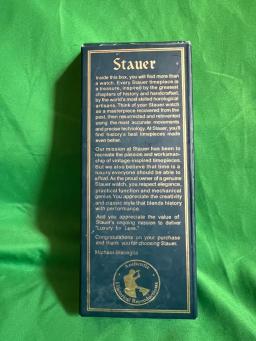 Stauer
Inside this box, you will find more than
a watch. Every Stauer timepiece is
a treasure, inspired by the greatest
chapters of history and handcrafted,
by the world's most skilled horological
artisans. Think of your Stauer watch
as a masterpiece recovered from the
past, then resurrected and reinvented
using the most accurate movements
and precise technology. At Stauer, you'll
find history's best timepieces made
even better.
Our mission at Stauer has been to
recreate the passion and workman-
ship of vintage-inspired timepieces.
But we also believe that time is a
luxury everyone should be able to
afford. As the proud owner of a genuine
Stauer watch, you respect elegance,
practical function and mechanical
genius. You appreciate the creativity
and classic style that blends history
with performance.
And you appreciate the value of
Stauer's ongoing mission to deliver
"Luxury for Less."
Congratulations on your purchase
and thank you for choosing Stauer.
Michael Bisceglia
Authentic
Historical Reproductions